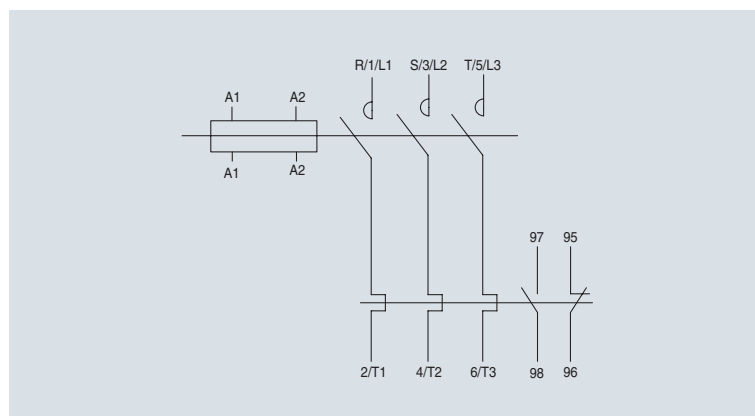 R/1/L1 S/3/L2 T/5/L3
A1 A2
A1 A2
97 95
2/T1 4/T2 6/T3 98 96